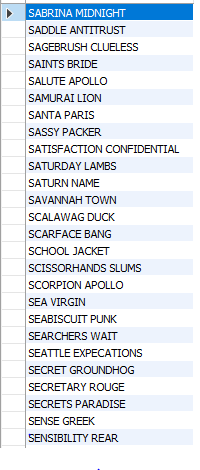 SABRINA MIDNIGHT
SADDLE ANTITRUST
SAGEBRUSH CLUELESS
SAINTS BRIDE
SALUTE APOLLO
SAMURAI LION
SANTA PARIS
SASSY PACKER
SATISFACTION CONFIDENTIAL
SATURDAY LAMBS
SATURN NAME
SAVANNAH TOWN
SCALAWAG DUCK
SCARFACE BANG
SCHOOL JACKET
SCISSORHANDS SLUMS
SCORPION APOLLO
SEA VIRGIN
SEABISCUIT PUNK
SEARCHERS WAIT
SEATTLE EXPECATIONS
SECRET GROUNDHOG
SECRETARY ROUGE
SECRETS PARADISE
SENSE GREEK
SENSIBILITY REAR